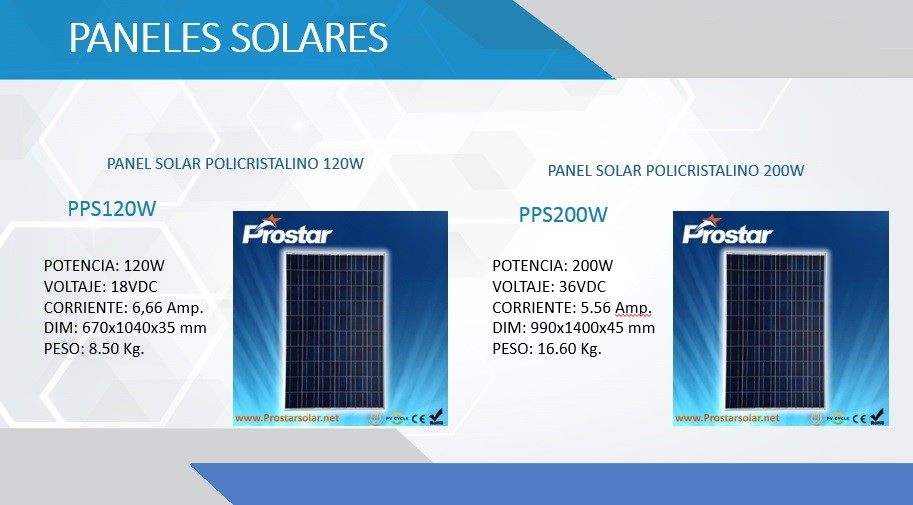 PANELES SOLARES
PANEL SOLAR POLICRISTALINO 120W
PPS120W
POTENCIA: 120W
VOLTAJE: 18VDC
CORRIENTE: 6,66 Amp.
DIM: 670x1040x35 mm
PESO: 8.50 Kg.
Prostar
www.Prostarsolar.net
PV CYCLE CE
PANEL SOLAR POLICRISTALINO 200W
PPS200W
POTENCIA: 200W
VOLTAJE: 36VDC
CORRIENTE: 5.56 Amp.
DIM: 990x1400x45 mm
PESO: 16.60 Kg.
Prostar
www.Prostarsolar.net
PV CYCLE CE